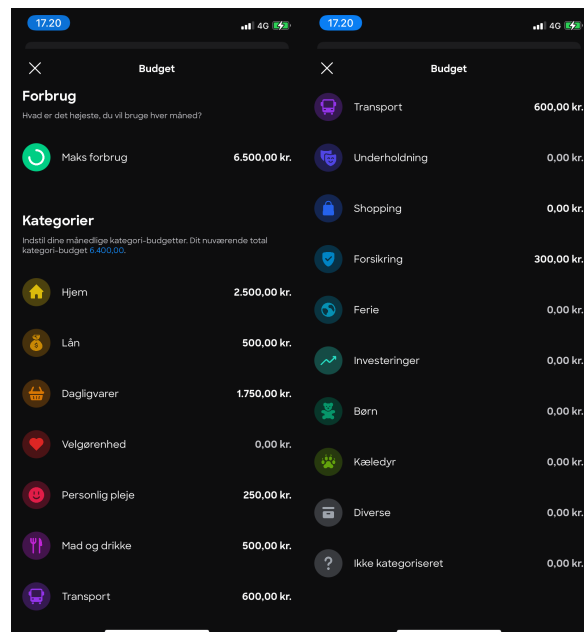 17.20
4G
Budget
Forbrug
Hvad er det højeste, du vil bruge hver måned?
Maks forbrug 6.500,00 kr.
Kategorier
Indstil dine månedlige kategori-budgetter. Dit nuværende total
kategori-budget 6.400,00.
Hjem 2.500,00 kr.
Lån 500,00 kr.
Dagligvarer 1.750,00 kr.
Velgørenhed 0,00 kr.
Personlig pleje 250,00 kr.
Mad og drikke 500,00 kr.
Transport 600,00 kr.
17.20
4G
Budget
Transport 600,00 kr.
Underholdning 0,00 kr.
Shopping 0,00 kr.
Forsikring 300,00 kr.
Ferie 0,00 kr.
Investeringer 0,00 kr.
Børn 0,00 kr.
Kæledyr 0,00 kr.
Diverse 0,00 kr.
? Ikke kategoriseret 0,00 kr.